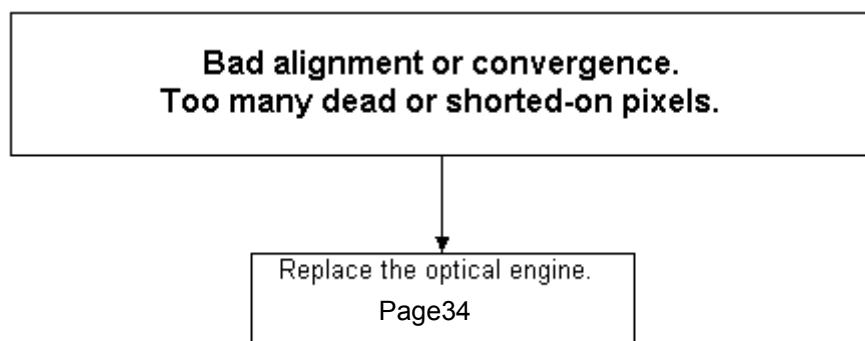 Bad alignment or convergence.
Too many dead or shorted-on pixels.
Replace the optical engine.
Page34